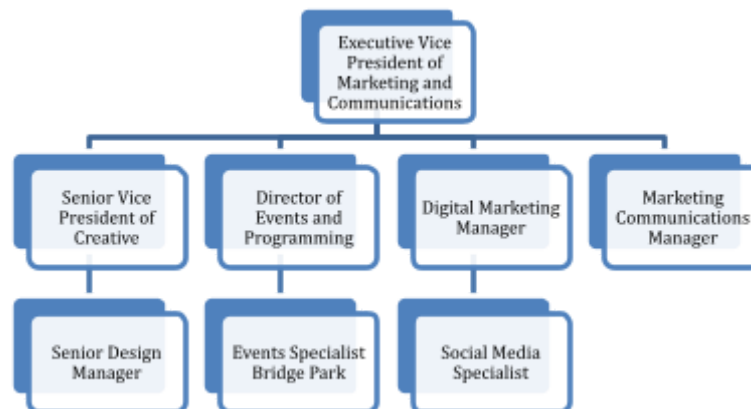 Executive Vice
President of
Marketing and
Communications
Senior Vice
President of
Creative
Director of
Events and
Programming
Digital Marketing
Manager
Marketing
Communications
Manager
Senior Design
Manager
Events Specialist
Bridge Park
Social Media
Specialist